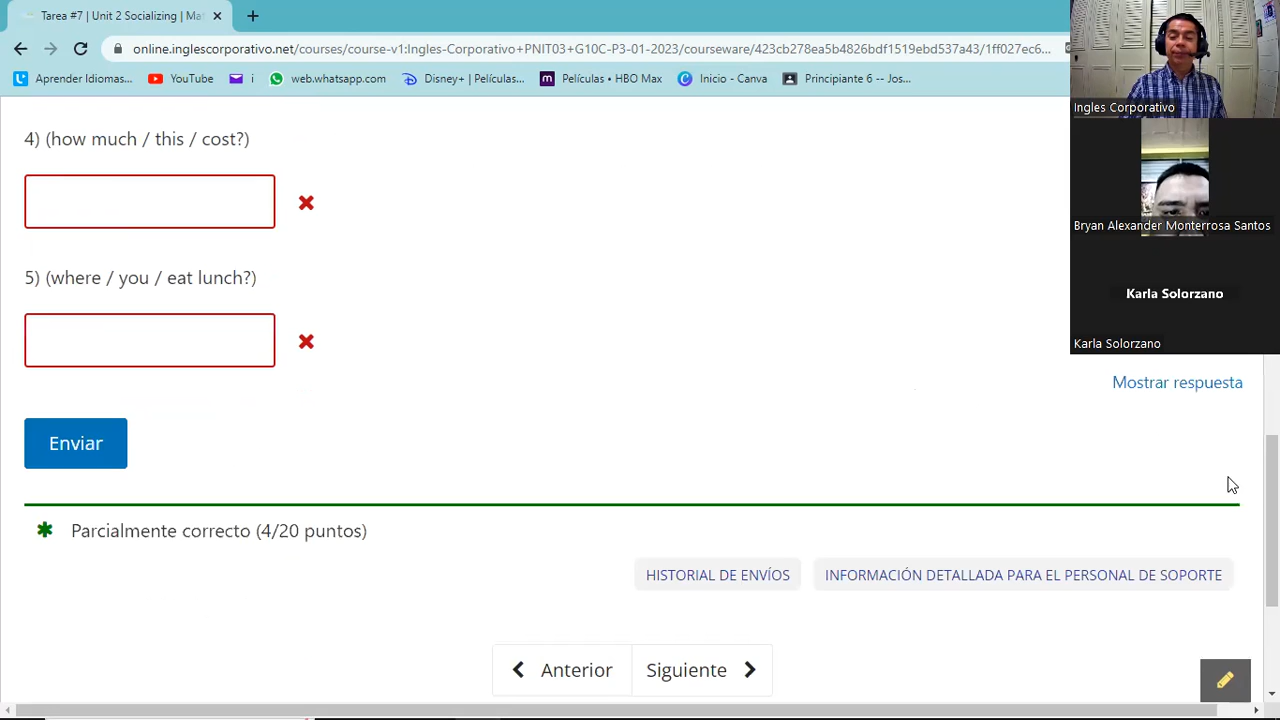 Tarea #7 | Unit 2 Socializing | Ma
online.inglescorporativo.net/courses/course-v1:Ingles-Corporativo+PNIT03+G10C-P3-01-2023/courseware/423cb278ea5b4826bdf1519ebd537a43/1ff027ec6...
Aprender Idiomas...
YouTube
i
web.whatsapp.com
Disney+ | Películas...
Películas • HBO Max
Inicio - Canva
Principiante 6 -- Jos...
Ingles Corporativo
Bryan Alexander Monterrosa Santos
Karla Solorzano
Karla Solorzano
4) (how much / this / cost?)
5) (where / you / eat lunch?)
Mostrar respuesta
Enviar
Parcialmente correcto (4/20 puntos)
HISTORIAL DE ENVÍOS
INFORMACIÓN DETALLADA PARA EL PERSONAL DE SOPORTE
Anterior
Siguiente